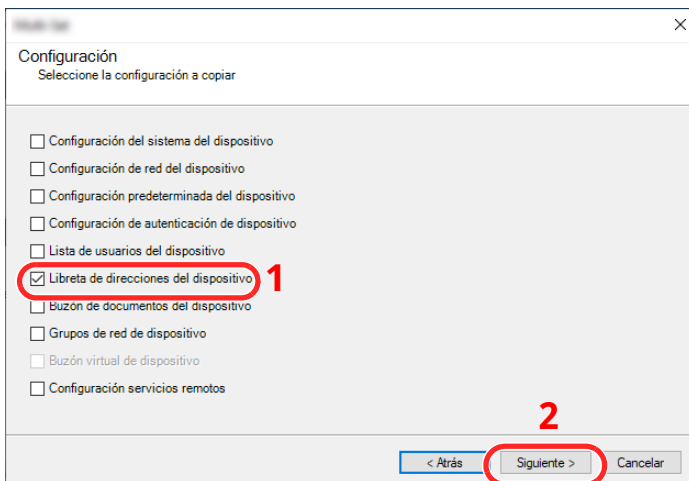 Configuración
Seleccione la configuración a copiar
Configuración del sistema del dispositivo
Configuración de red del dispositivo
Configuración predeterminada del dispositivo
Configuración de autenticación de dispositivo
Lista de usuarios del dispositivo
Libreta de direcciones del dispositivo 1
Buzón de documentos del dispositivo
Grupos de red de dispositivo
Buzón virtual de dispositivo
Configuración servicios remotos
2
< Atrás Siguiente > Cancelar